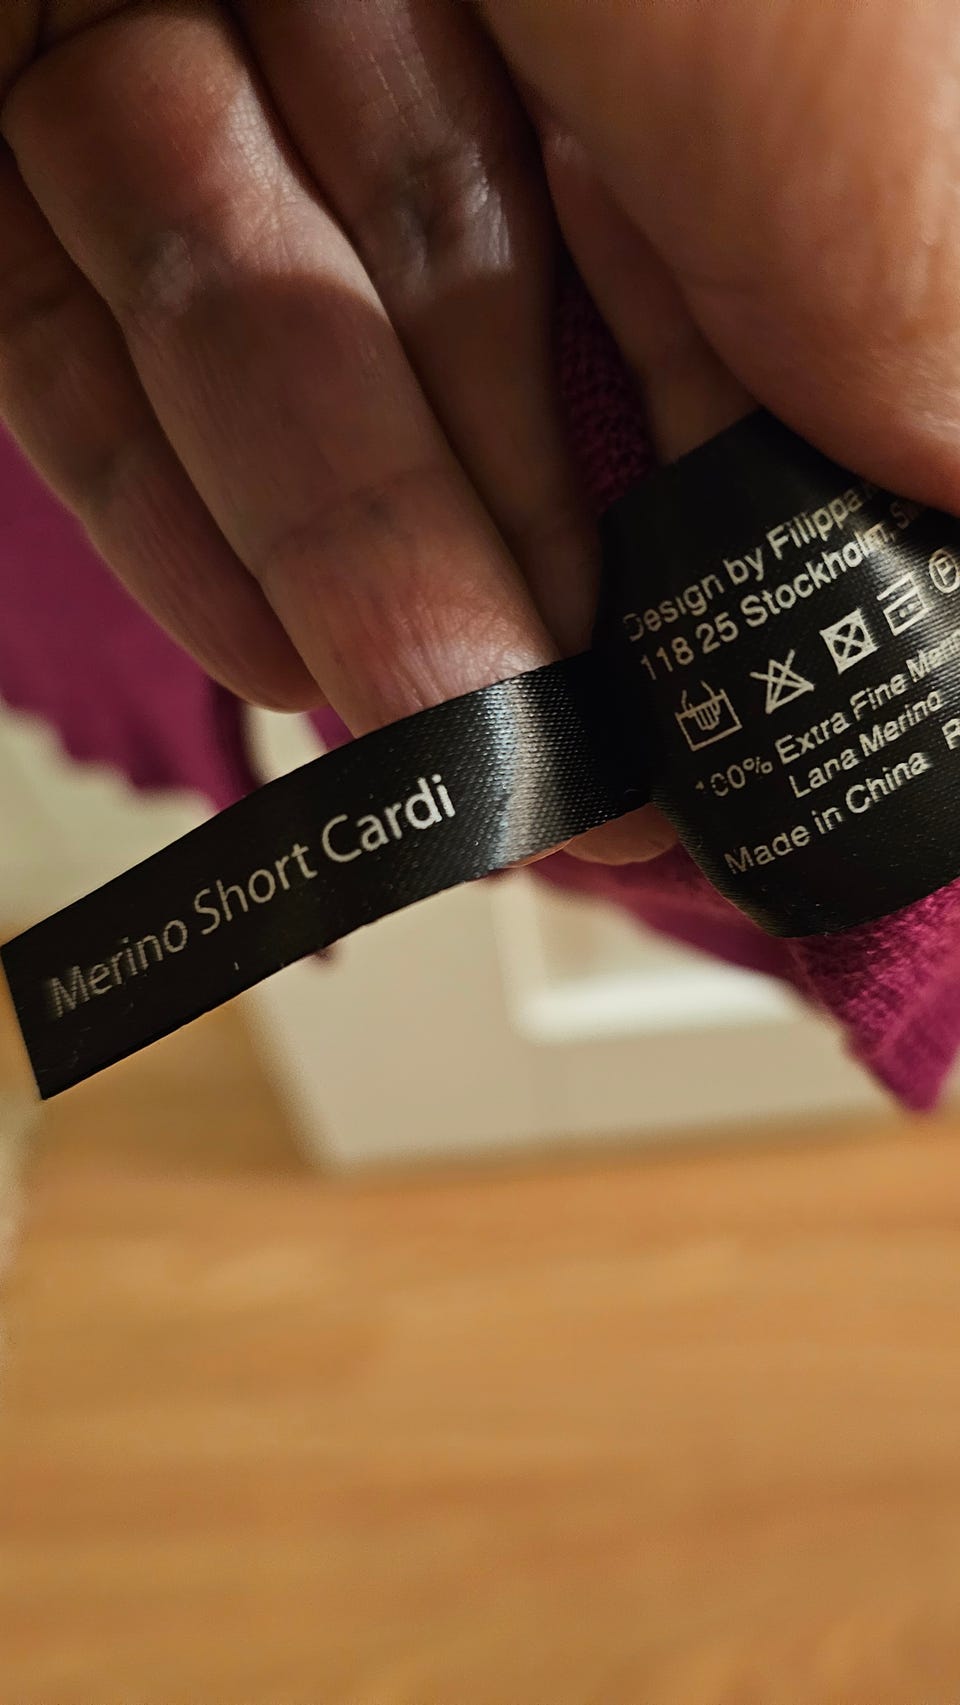 Merino Short Cardi
Design by Filippa
118 25 Stockholm,
100% Extra Fine
Lana Merino
Made in China